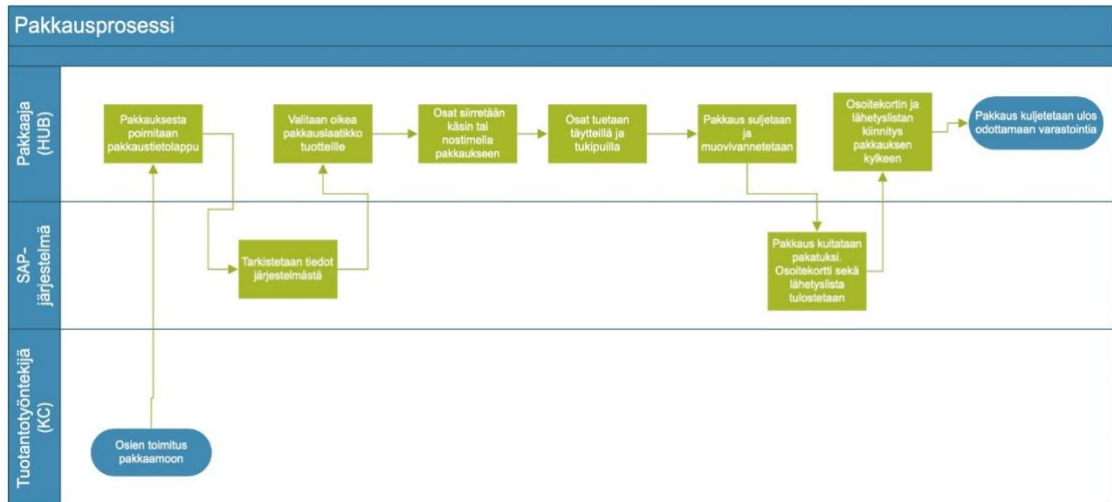 Pakkausprosessi
Pakkaaja
(HUB)
Pakkauksesta
poimitaan
pakkaustietolappu
Valitaan oikea
pakkauslaatikko
tuotteille
Osat siirretään
käsin tai
nostimella
pakkaukseen
Osat tuetaan
täytteillä ja
tukipuilla
Pakkaus suljetaan
ja
muovivannetetaan
Osoitekortin ja
lähetyslistan
kiinnitys
pakkauksen
kylkeen
Pakkaus kuljetetaan ulos
odottamaan varastointia
SAP-
järjestelmä
Tarkistetaan tiedot
järjestelmästä
Pakkaus kuitataan
pakatuksi.
Osoitekortti sekä
lähetyslista
tulostetaan
Tuotantotyöntekijä
(KC)
Osien toimitus
pakkaamoon